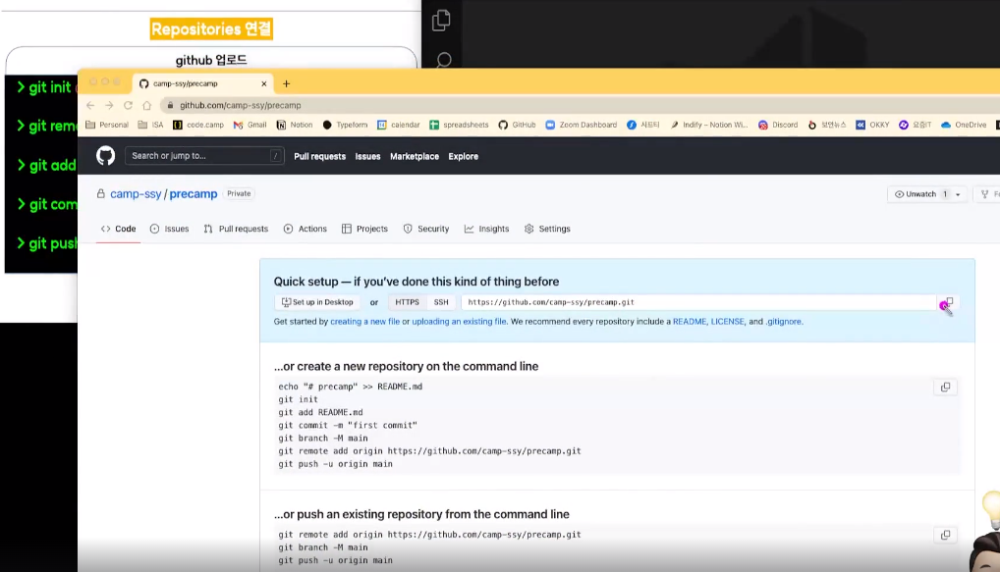 Repositories 연결
github 업로드
> git init
> git rem
> git add
> git com
> git push
camp-ssy/precamp
github.com/camp-ssy/precamp
Personal ISA code.camp Gmail Notion Typeform calendar spreadsheets GitHub Zoom Dashboard 시프티 Indify – Notion Wi... Discord 보안뉴스 OKKY 요즘IT OneDrive
Search or jump to... / Pull requests Issues Marketplace Explore
camp-ssy / precamp Private
Unwatch 1
Code Issues Pull requests Actions Projects Security Insights Settings
Quick setup — if you've done this kind of thing before
Set up in Desktop or HTTPS SSH https://github.com/camp-ssy/precamp.git
Get started by creating a new file or uploading an existing file. We recommend every repository include a README, LICENSE, and .gitignore.
...or create a new repository on the command line
echo "# precamp" >> README.md
git init
git add README.md
git commit -m "first commit"
git branch -M main
git remote add origin https://github.com/camp-ssy/precamp.git
git push -u origin main
...or push an existing repository from the command line
git remote add origin https://github.com/camp-ssy/precamp.git
git branch -M main
git push -u origin main